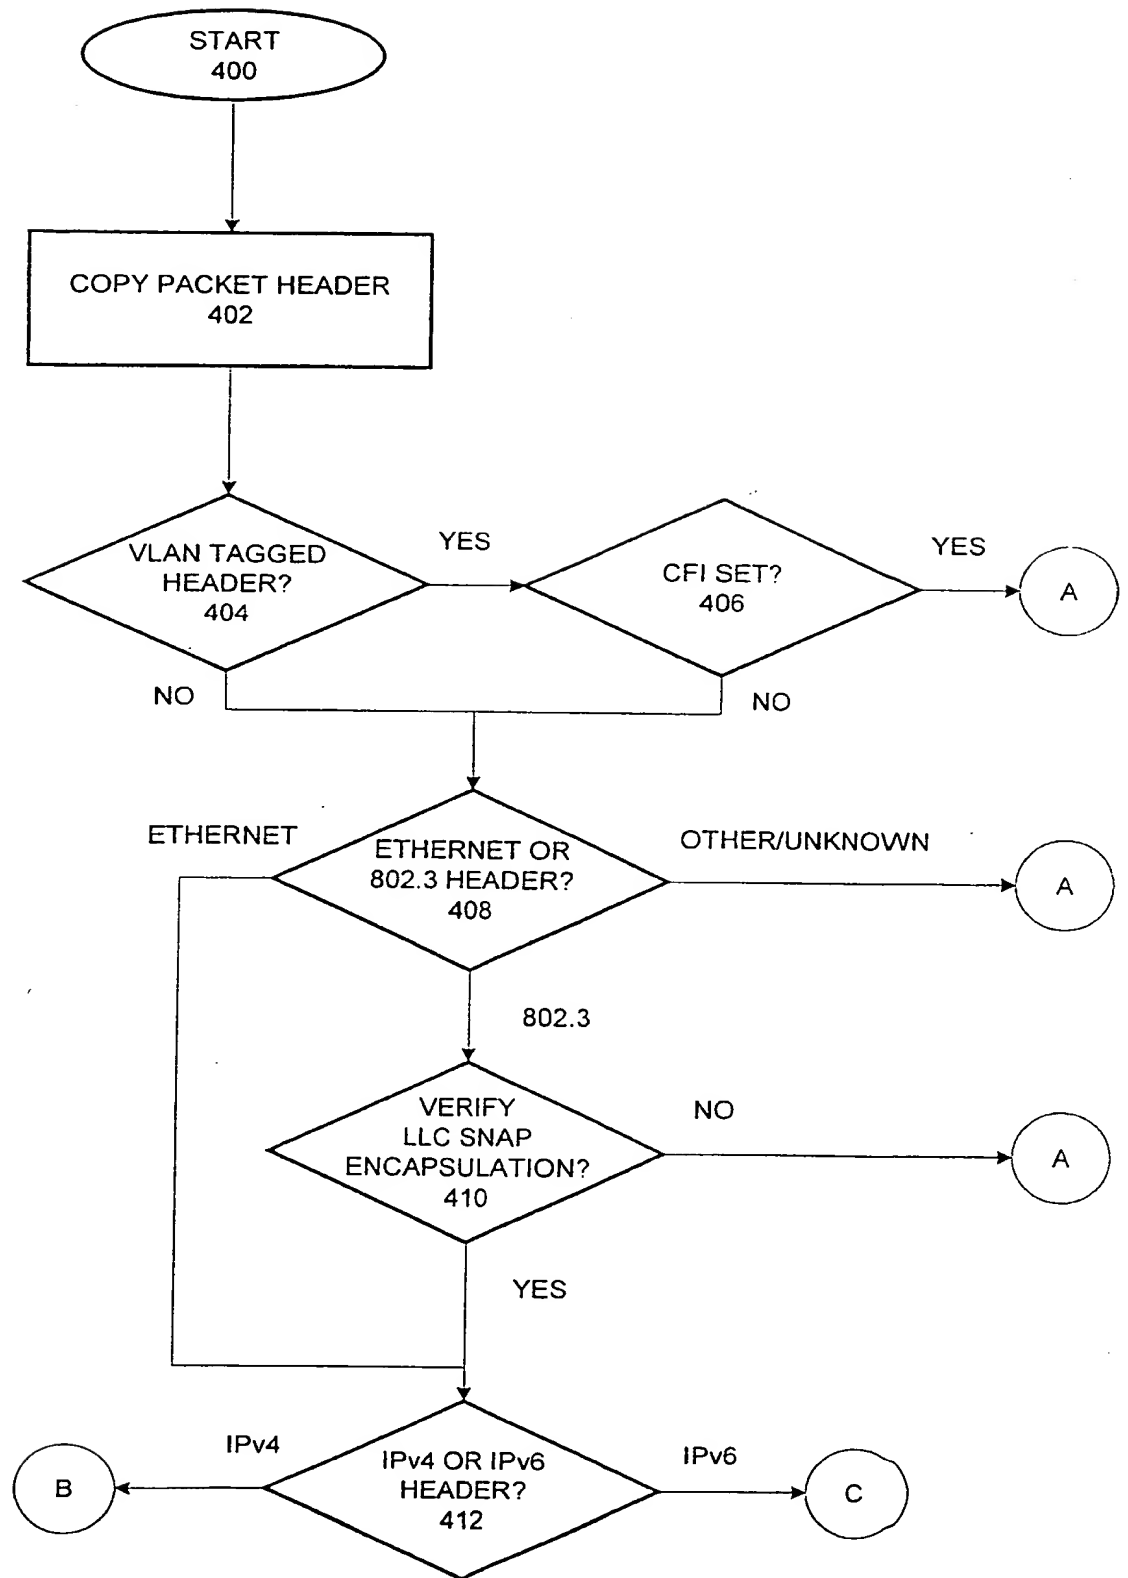 START
400
COPY PACKET HEADER
402
VLAN TAGGED
HEADER?
404
YES
CFI SET?
406
YES
A
NO
NO
ETHERNET
ETHERNET OR
802.3 HEADER?
408
OTHER/UNKNOWN
A
802.3
VERIFY
LLC SNAP
ENCAPSULATION?
410
NO
A
YES
IPv4
IPv4 OR IPv6
HEADER?
412
IPv6
B
C